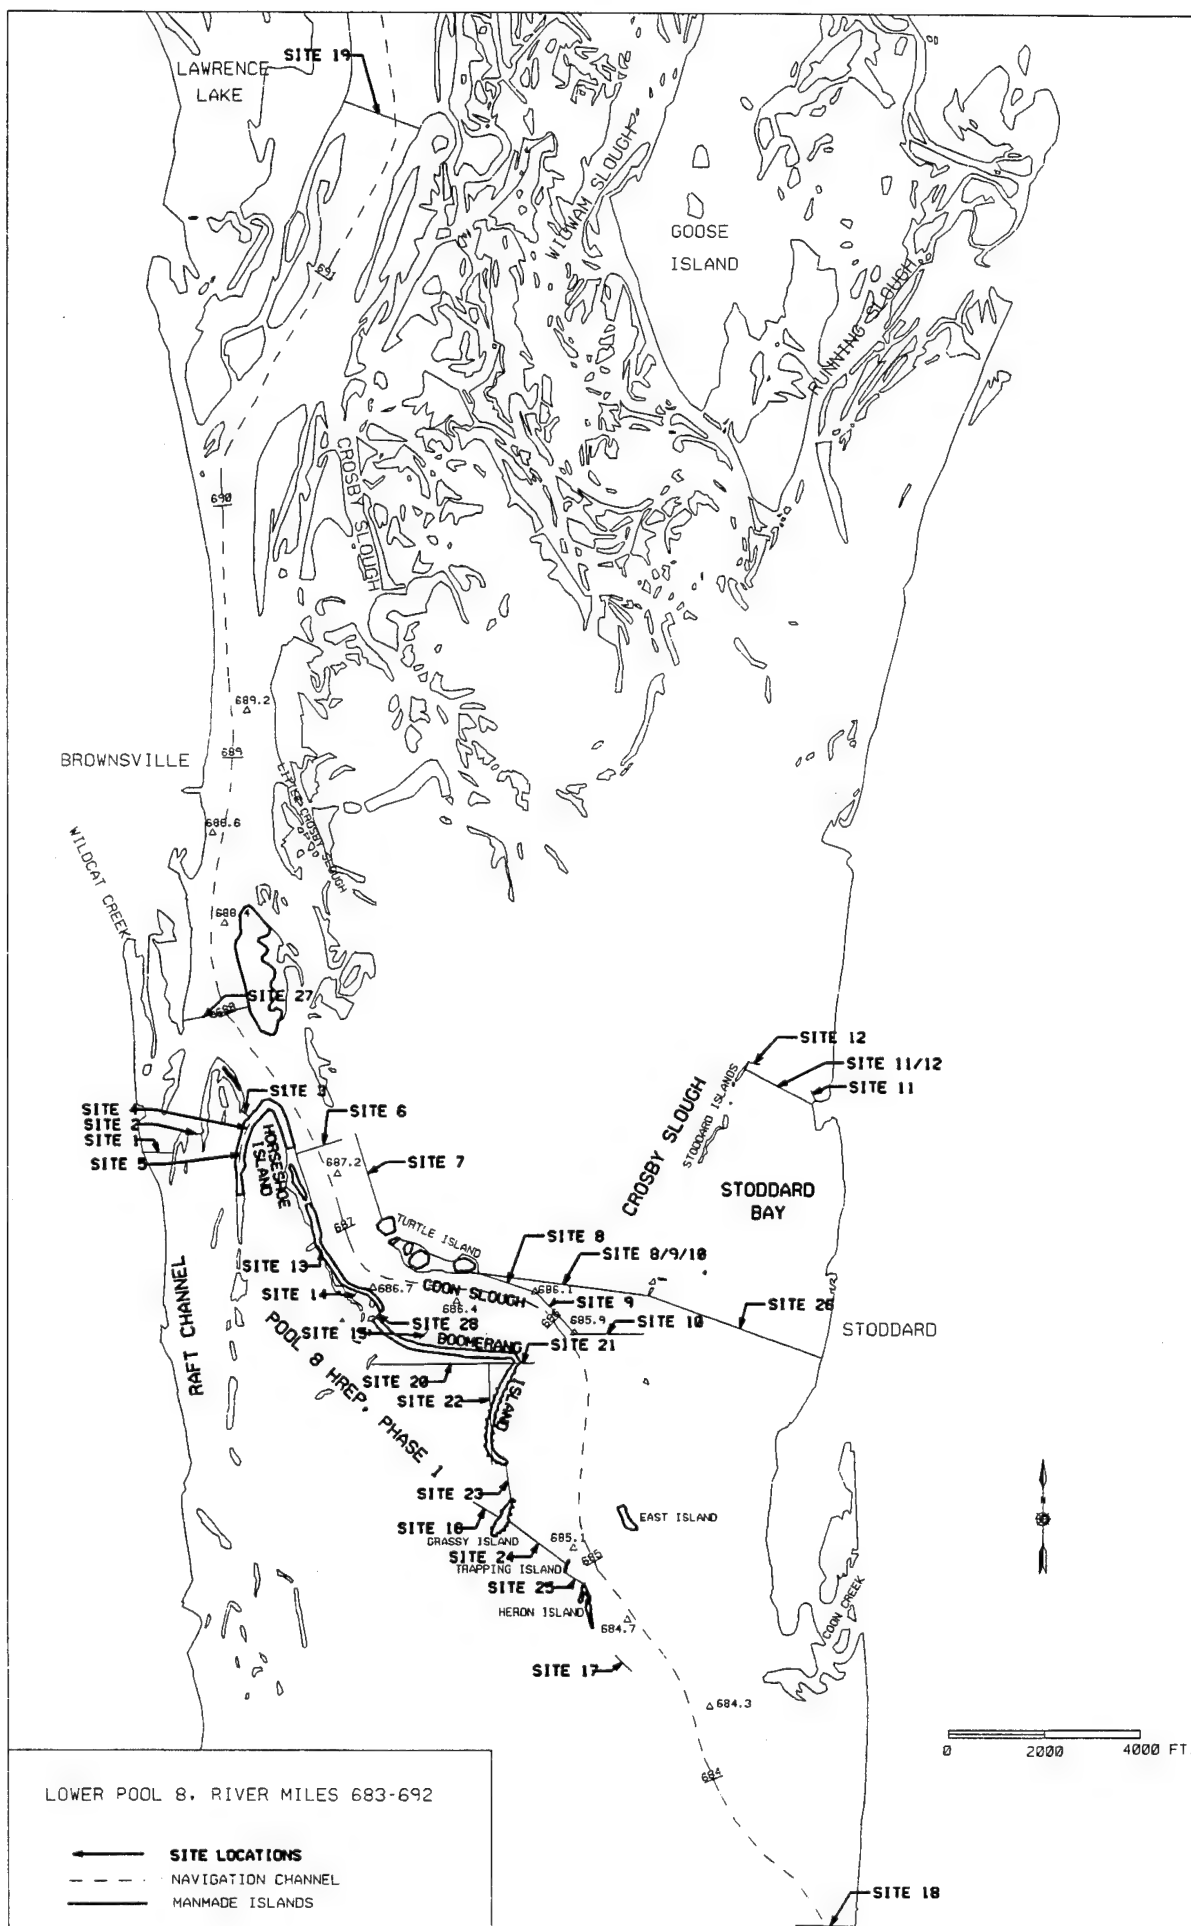 SITE 19
LAWRENCE
LAKE
WIGWAM SLOUGH
GOOSE
ISLAND
691
RUNNING SLOUGH
CROSBY SLOUGH
690
689.2
689
BROWNSVILLE
LITTLE CROSBY SLOUGH
688.6
WILDCAT CREEK
688.4
SITE 27
688
SITE 12
SITE 11/12
SITE 11
STODDARD ISLANDS
CROSBY SLOUGH
SITE 3
SITE 4
SITE 6
SITE 2
SITE 1
SITE 5
HORSESHOE
ISLAND
687.2
SITE 7
STODDARD
BAY
687
TURTLE ISLAND
SITE 8
SITE 8/9/10
SITE 13
COON SLOUGH
686.7
686.1
SITE 14
686.4
SITE 9
SITE 26
686
685.9
SITE 10
SITE 28
SITE 15
STODDARD
BOOMERANG
ISLAND
SITE 21
SITE 20
SITE 22
RAFT CHANNEL
POOL 8 HREP, PHASE 1
SITE 23
SITE 16
GRASSY ISLAND
EAST ISLAND
685.1
685
SITE 24
TRAPPING ISLAND
SITE 25
HERON ISLAND
684.7
COON CREEK
SITE 17
684.3
684
0 2000 4000 FT
LOWER POOL 8, RIVER MILES 683-692
SITE LOCATIONS
NAVIGATION CHANNEL
MANMADE ISLANDS
SITE 18